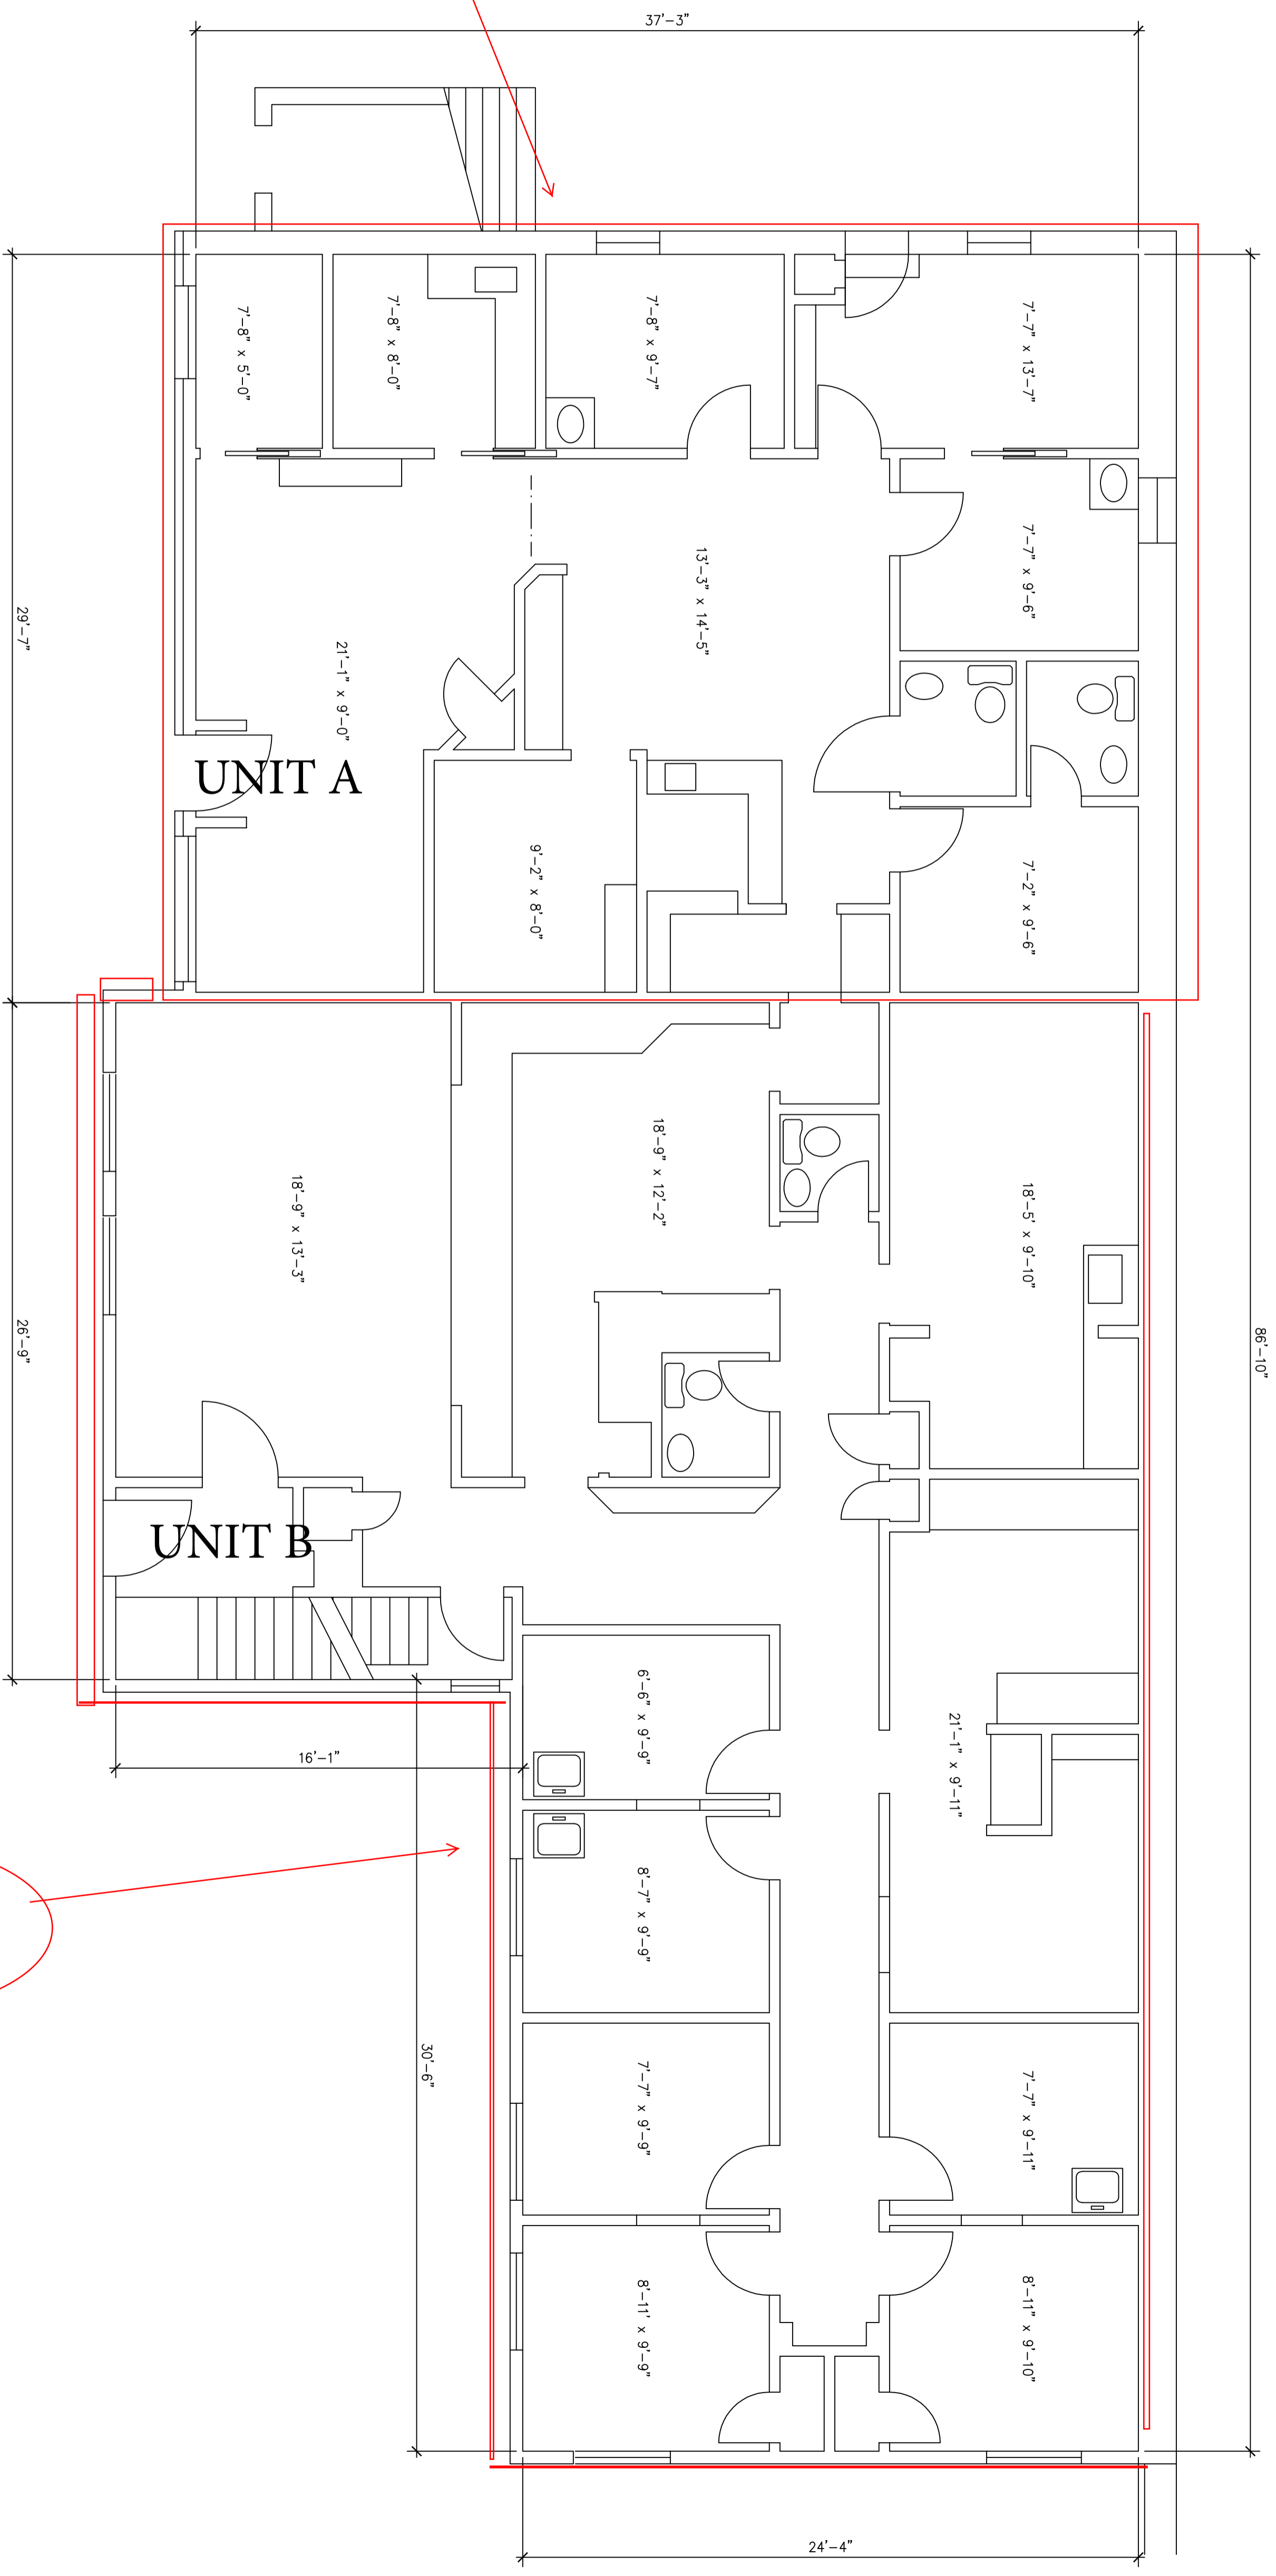 37'-3"
7'-8" x 5'-0"
7'-8" x 8'-0"
7'-8" x 9'-7"
7'-7" x 13'-7"
13'-3" x 14'-5"
7'-7" x 9'-6"
29'-7"
21'-1" x 9'-0"
UNIT A
9'-2" x 8'-0"
7'-2" x 9'-6"
18'-9" x 12'-2"
18'-9" x 13'-3"
18'-5' x 9'-10"
26'-9"
86'-10"
UNIT B
6'-6" x 9'-9"
21'-1" x 9'-11"
16'-1"
8'-7" x 9'-9"
30'-6"
7'-7" x 9'-9"
7'-7" x 9'-11"
8'-11' x 9'-9"
8'-11" x 9'-10"
24'-4"